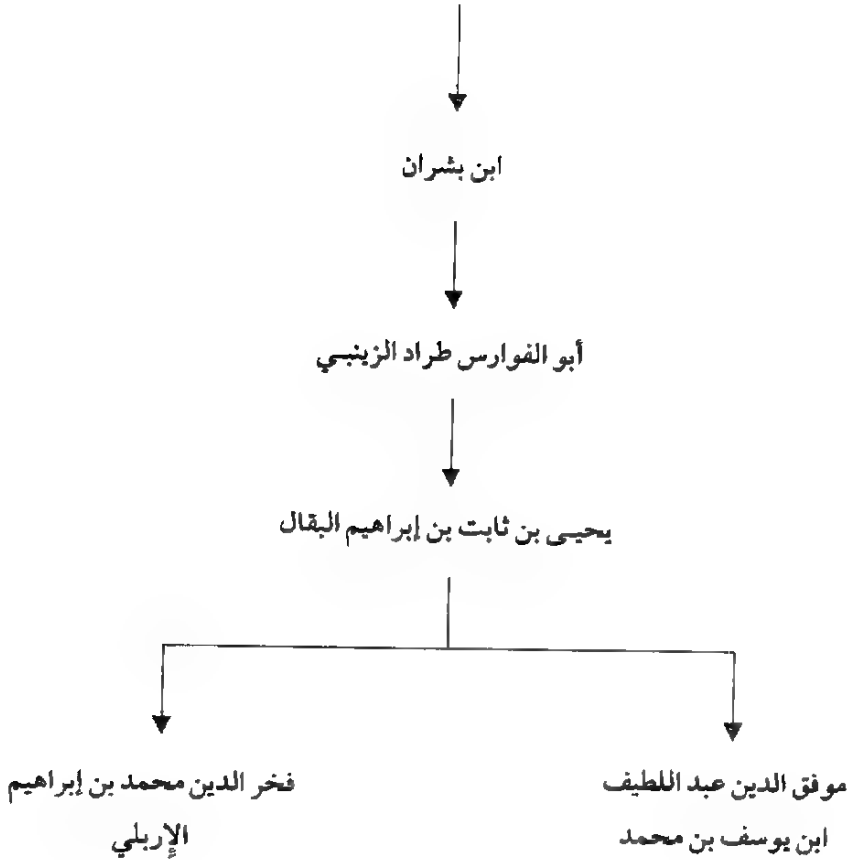 ابن بشران
أبو الفوارس طراد الزينبي
يحيى بن ثابت بن إبراهيم البقال
موفق الدين عبد اللطيف
ابن يوسف بن محمد
فخر الدين محمد بن إبراهيم
الإربلي